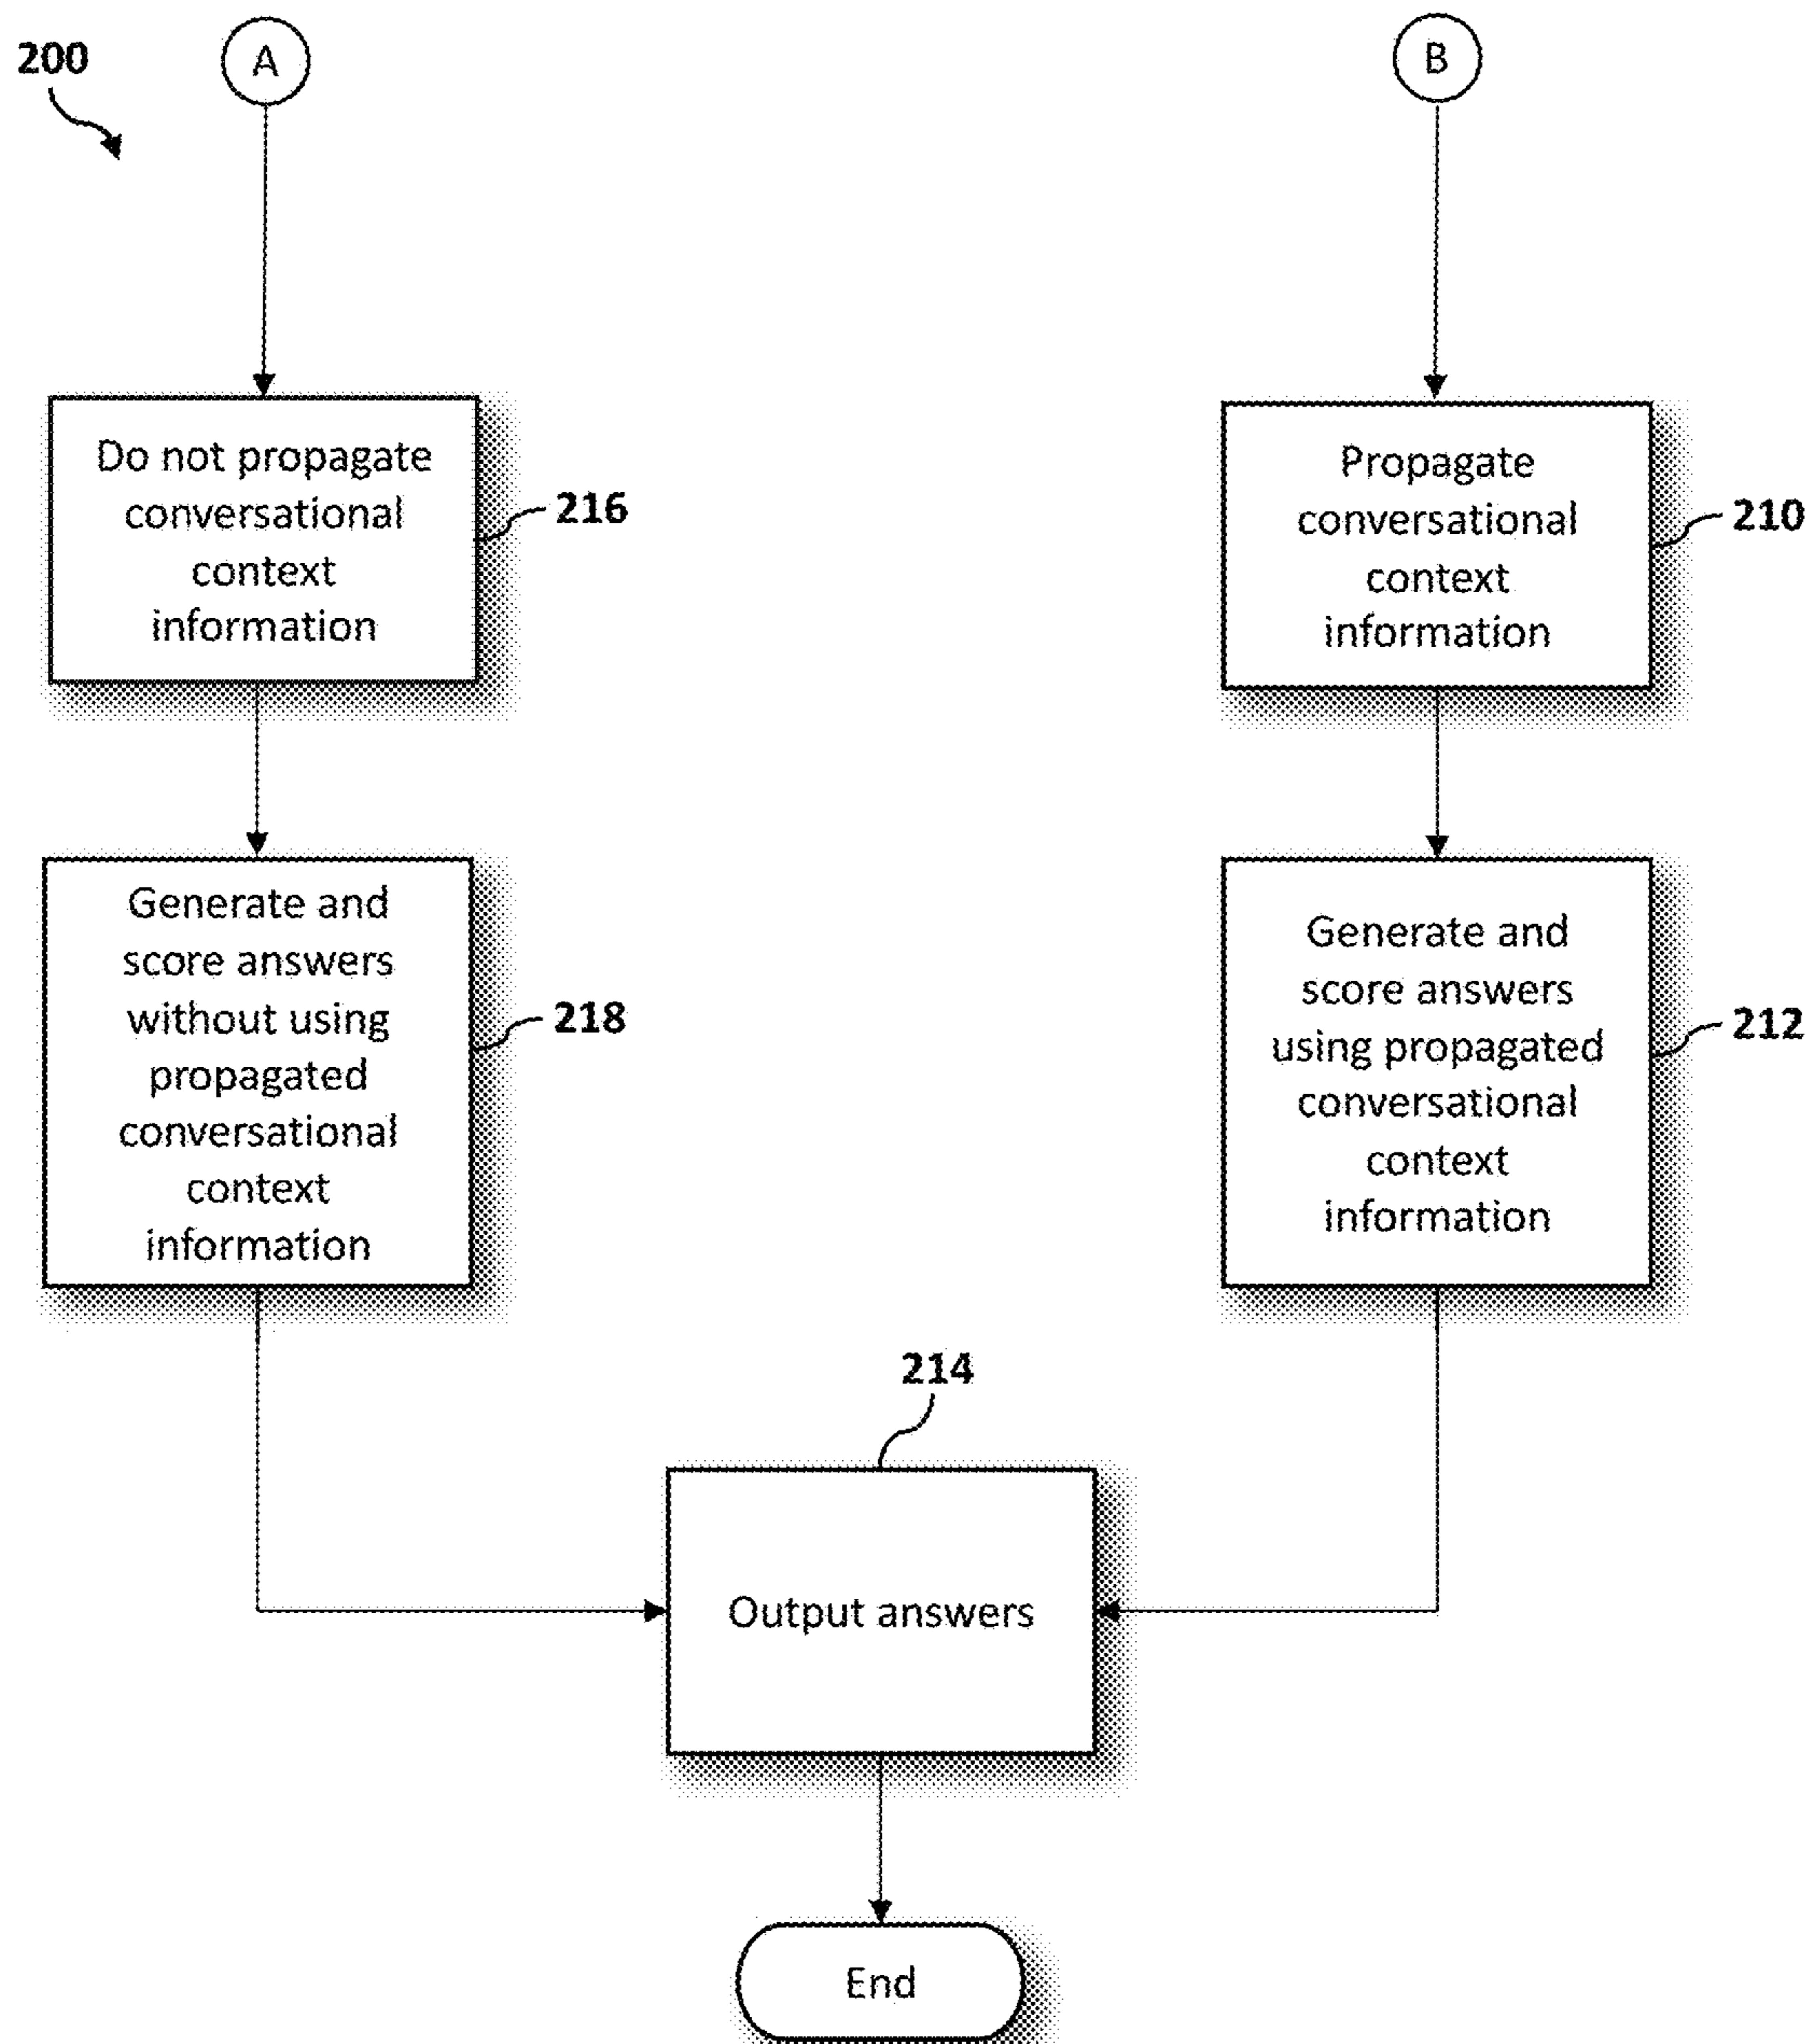 200
A
B
Do not propagate
conversational
context
information
216
Propagate
conversational
context
information
210
Generate and
score answers
without using
propagated
conversational
context
information
218
Generate and
score answers
using propagated
conversational
context
information
212
214
Output answers
End